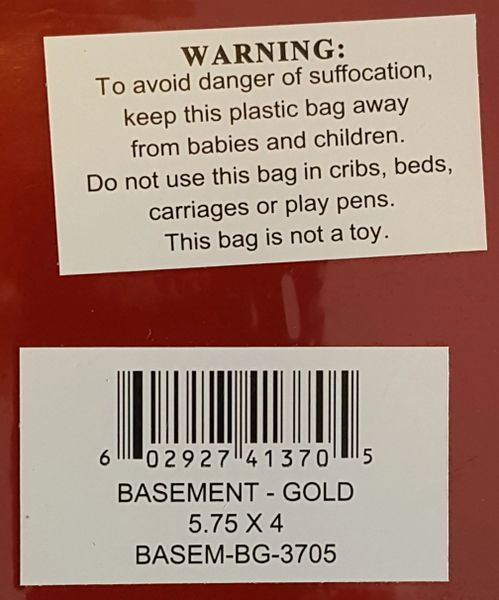 WARNING:
To avoid danger of suffocation,
keep this plastic bag away
from babies and children.
Do not use this bag in cribs, beds,
carriages or play pens.
This bag is not a toy.
6 02927 41370 5
BASEMENT - GOLD
5.75 X 4
BASEM-BG-3705